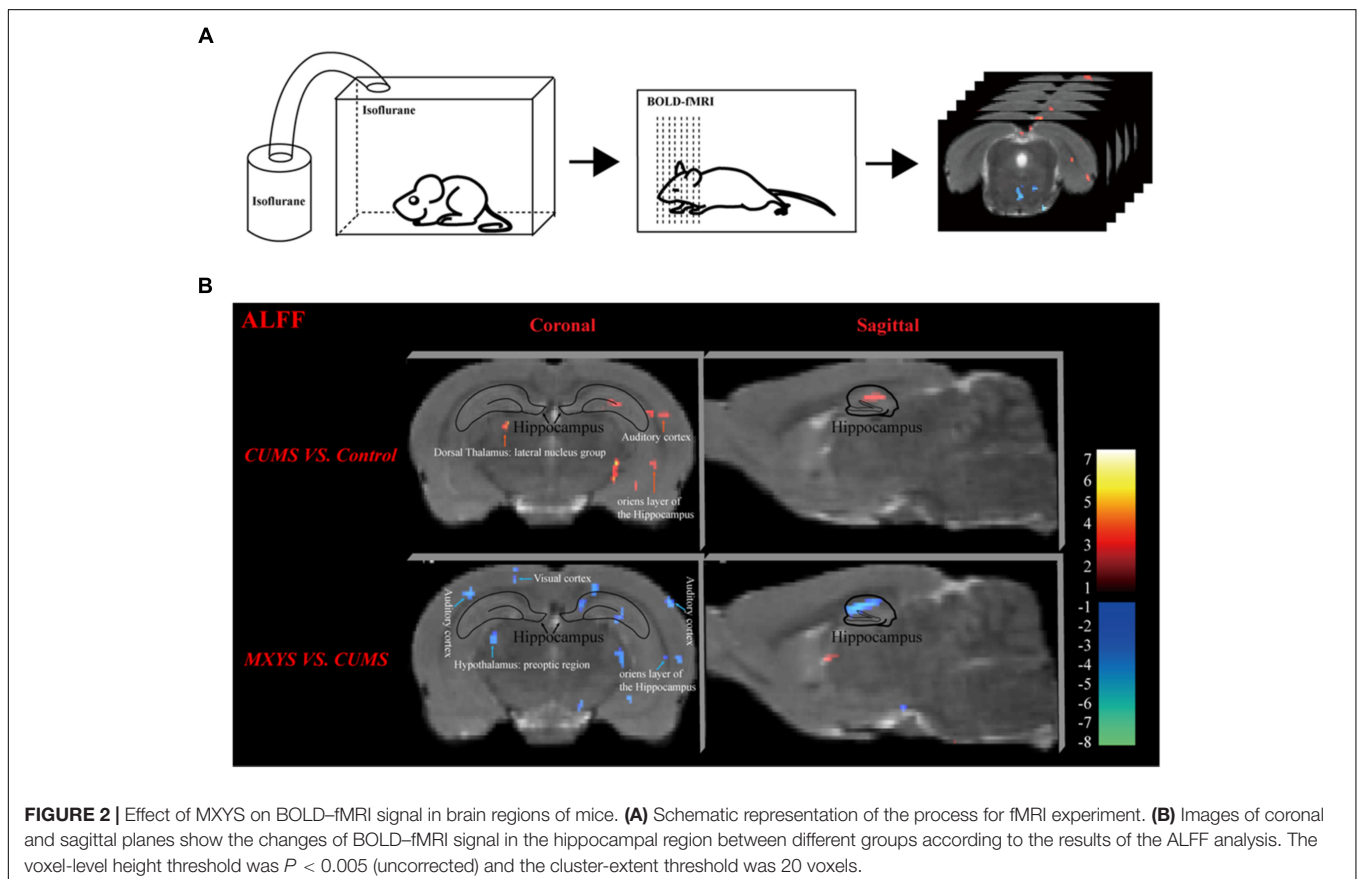 A
Isoflurane
Isoflurane
BOLD-fMRI
B
ALFF
Coronal
Sagittal
CUMS VS. Control
Hippocampus
Auditory cortex
Dorsal Thalamus: lateral nucleus group
oriens layer of
the Hippocampus
Hippocampus
MXYS VS. CUMS
Visual cortex
Auditory cortex
Auditory cortex
Hippocampus
Hypothalamus: preoptic region
oriens layer of
the Hippocampus
Hippocampus
7
6
5
4
3
2
1
-1
-2
-3
-4
-5
-6
-7
-8
FIGURE 2 | Effect of MXYS on BOLD–fMRI signal in brain regions of mice. (A) Schematic representation of the process for fMRI experiment. (B) Images of coronal
and sagittal planes show the changes of BOLD–fMRI signal in the hippocampal region between different groups according to the results of the ALFF analysis. The
voxel-level height threshold was P < 0.005 (uncorrected) and the cluster-extent threshold was 20 voxels.